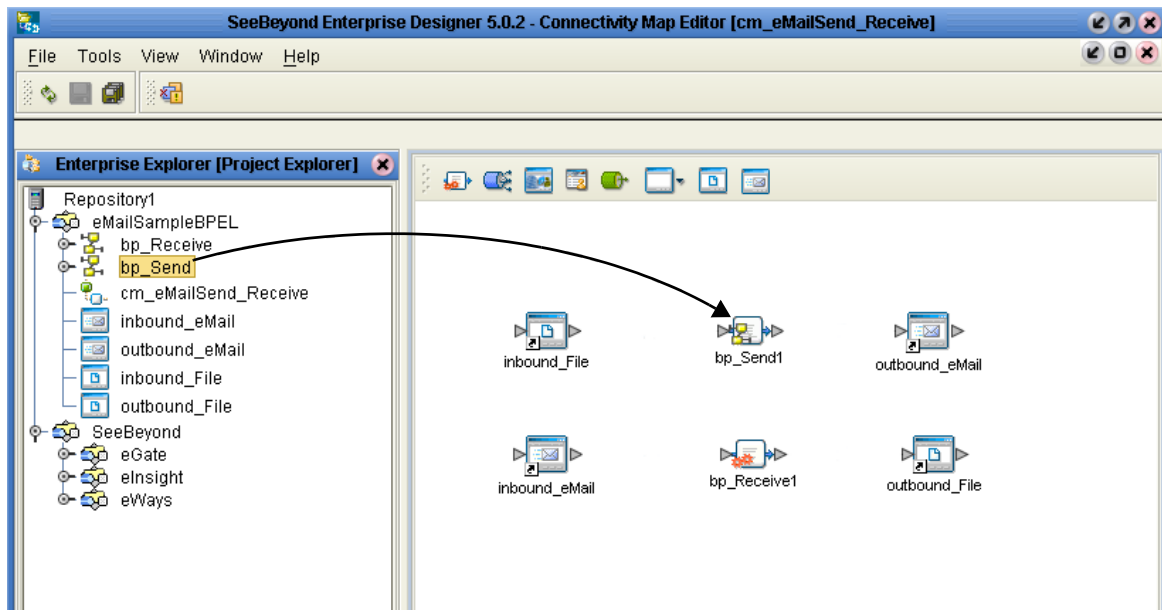 SeeBeyond Enterprise Designer 5.0.2 - Connectivity Map Editor [cm_eMailSend_Receive]
File Tools View Window Help
Enterprise Explorer [Project Explorer]
Repository1
eMailSampleBPEL
bp_Receive
bp_Send
cm_eMailSend_Receive
inbound_eMail
outbound_eMail
inbound_File
outbound_File
SeeBeyond
eGate
eInsight
eWays
inbound_File
bp_Send1
outbound_eMail
inbound_eMail
bp_Receive1
outbound_File